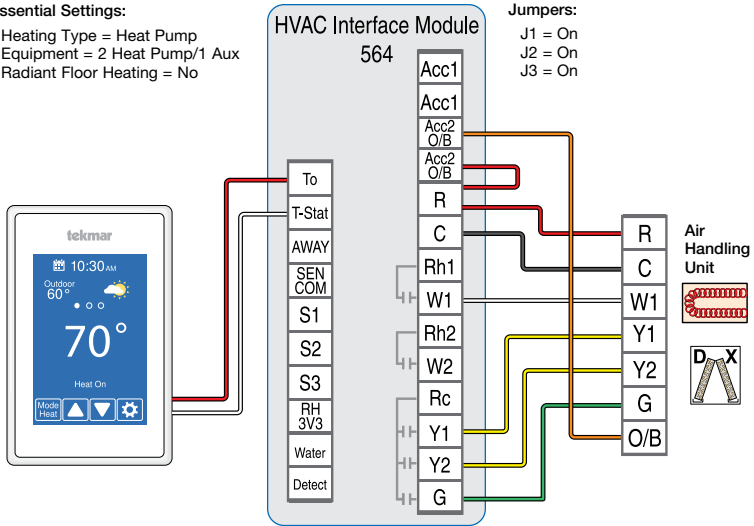 ssential Settings:
Heating Type = Heat Pump
Equipment = 2 Heat Pump/1 Aux
Radiant Floor Heating = No
HVAC Interface Module
564
Jumpers:
J1 = On
J2 = On
J3 = On
Acc1
Acc1
Acc2
O/B
Acc2
O/B
R
C
Rh1
W1
Rh2
W2
Rc
Y1
Y2
G
To
T-Stat
AWAY
SEN
COM
S1
S2
S3
RH
3V3
Water
Detect
tekmar
10:30 AM
Outdoor
60°
70°
Heat On
Mode
Heat
R
C
W1
Y1
Y2
G
O/B
Air
Handling
Unit
D X